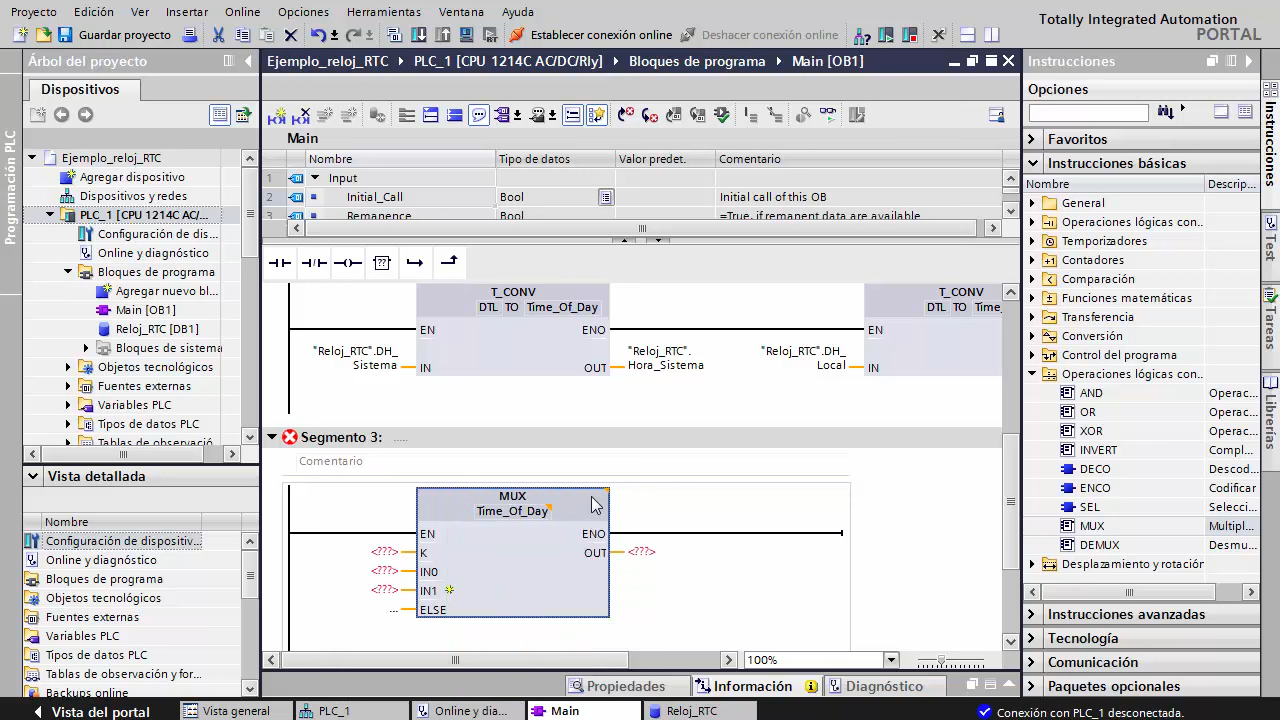 Proyecto Edición Ver Insertar Online Opciones Herramientas Ventana Ayuda
Totally Integrated Automation
PORTAL
Guardar proyecto Establecer conexión online Deshacer conexión online
Árbol del proyecto
Ejemplo_reloj_RTC PLC_1 [CPU 1214C AC/DC/Rly] Bloques de programa Main [OB1]
Instrucciones
Dispositivos
Opciones
Programación PLC
Main
Favoritos
Instrucciones básicas
Nombre Descrip...
Ejemplo_reloj_RTC
Agregar dispositivo
Dispositivos y redes
PLC_1 [CPU 1214C AC/...
Configuración de dis...
Online y diagnóstico
Bloques de programa
Agregar nuevo bl...
Main [OB1]
Reloj_RTC [DB1]
Bloques de sistema
Objetos tecnológicos
Fuentes externas
Variables PLC
Tipos de datos PLC
Tablas de observació
Nombre Tipo de datos Valor predet. Comentario
1 Input
2 Initial_Call Bool Initial call of this OB
3 Remanence Bool =True, if remanent data are available
T_CONV
DTL TO Time_Of_Day
EN ENO
"Reloj_RTC".DH_
Sistema IN
OUT "Reloj_RTC".
Hora_Sistema
"Reloj_RTC".DH_
Local IN
T_CONV
DTL TO Time_
EN
Segmento 3: .....
Comentario
MUX
Time_Of_Day
EN ENO
<???> K OUT <???>
<???> IN0
<???> IN1
... ELSE
100%
General
Operaciones lógicas con..
Temporizadores
Contadores
Comparación
Funciones matemáticas
Transferencia
Conversión
Control del programa
Operaciones lógicas con...
AND Operac...
OR Operac...
XOR Operac...
INVERT Compl...
DECO Descod...
ENCO Codificar
SEL Selecci...
MUX Multipl...
DEMUX Desmu...
Desplazamiento y rotación
Instrucciones avanzadas
Tecnología
Comunicación
Paquetes opcionales
Instrucciones
Test
Tareas
Librerías
Vista detallada
Nombre
Configuración de dispositiv...
Online y diagnóstico
Bloques de programa
Objetos tecnológicos
Fuentes externas
Variables PLC
Tipos de datos PLC
Tablas de observación y for...
Backups online
Propiedades Información Diagnóstico
Vista del portal Vista general PLC_1 Online y dia... Main Reloj_RTC Conexión con PLC_1 desconectada.